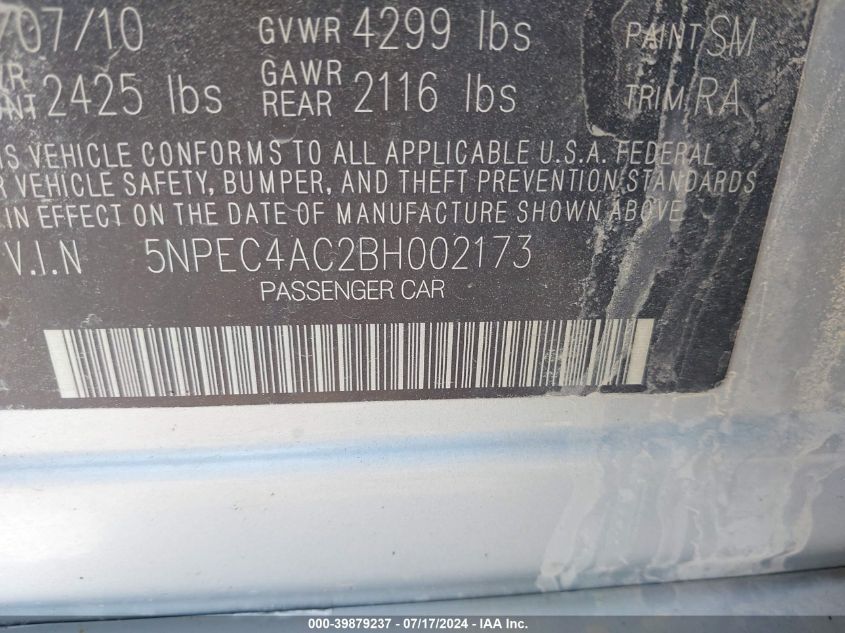 /07/10 GVWR 4299 lbs PAINT SM
2425 lbs GAWR REAR 2116 lbs TRIM RA
VEHICLE CONFORMS TO ALL APPLICABLE U.S.A. FEDERAL
VEHICLE SAFETY, BUMPER, AND THEFT PREVENTION STANDARDS
IN EFFECT ON THE DATE OF MANUFACTURE SHOWN ABOVE
V.I.N 5NPEC4AC2BH002173
PASSENGER CAR
000-39879237 - 07/17/2024 - IAA Inc.